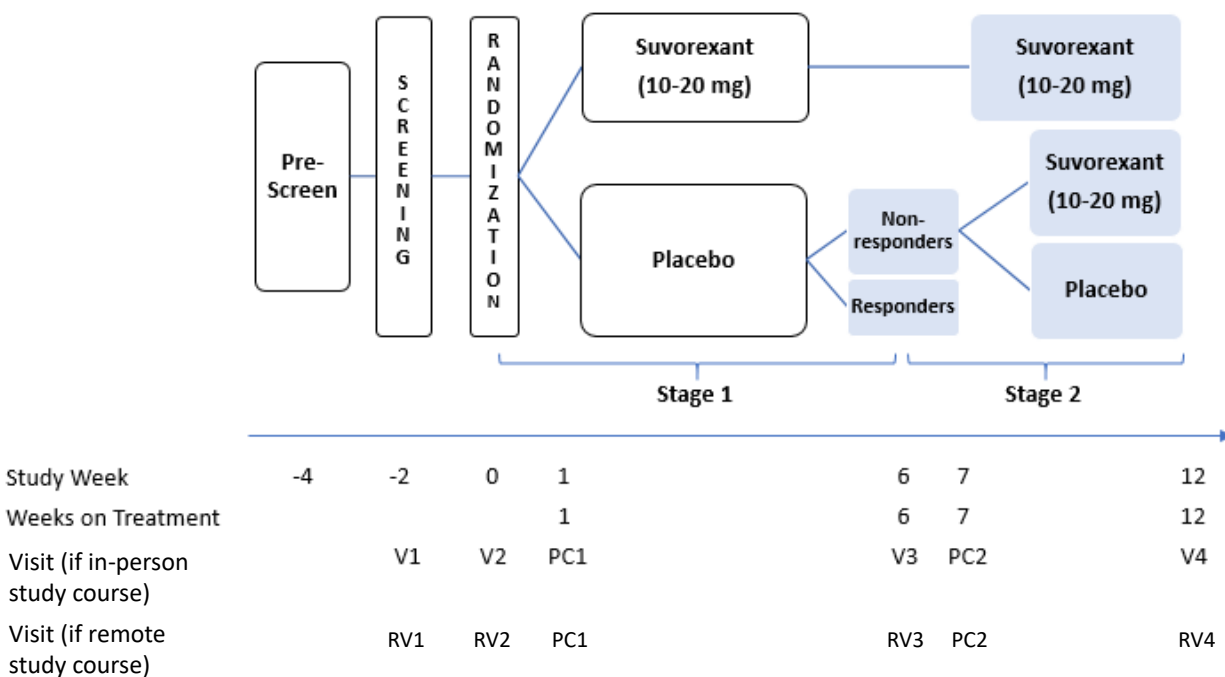 Pre-
Screen
SCREENING
RANDOMIZATION
Suvorexant
(10-20 mg)
Placebo
Non-
responders
Responders
Suvorexant
(10-20 mg)
Suvorexant
(10-20 mg)
Placebo
Stage 1
Stage 2
Study Week -4 -2 0 1 6 7 12
Weeks on Treatment 1 6 7 12
Visit (if in-person V1 V2 PC1 V3 PC2 V4
study course)
Visit (if remote RV1 RV2 PC1 RV3 PC2 RV4
study course)